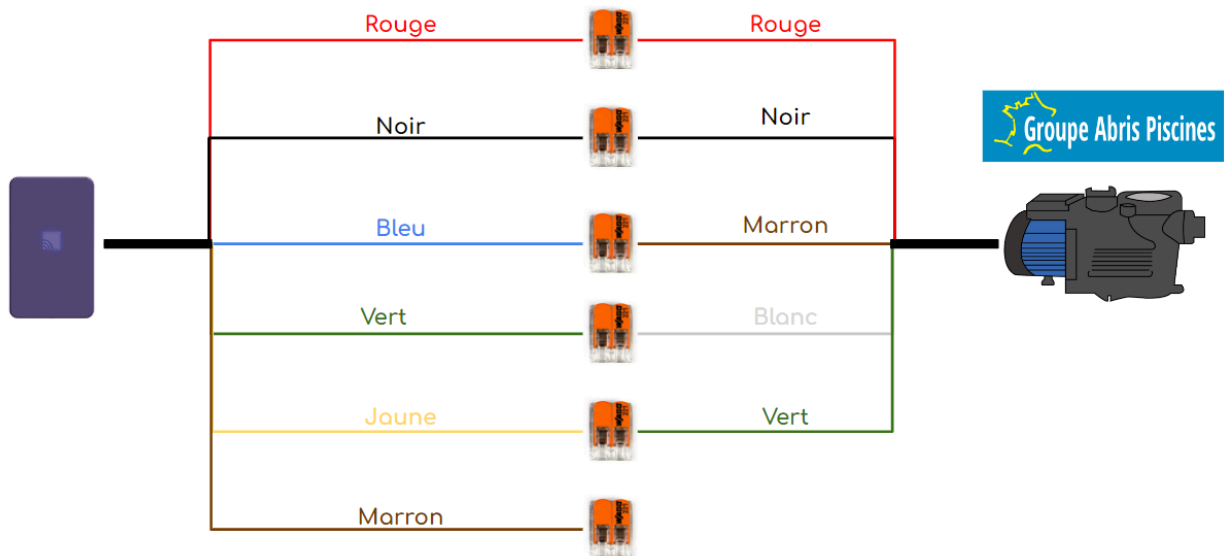 Rouge
Rouge
Noir
Noir
Groupe Abris Piscines
Bleu
Marron
Vert
Blanc
Jaune
Vert
Marron